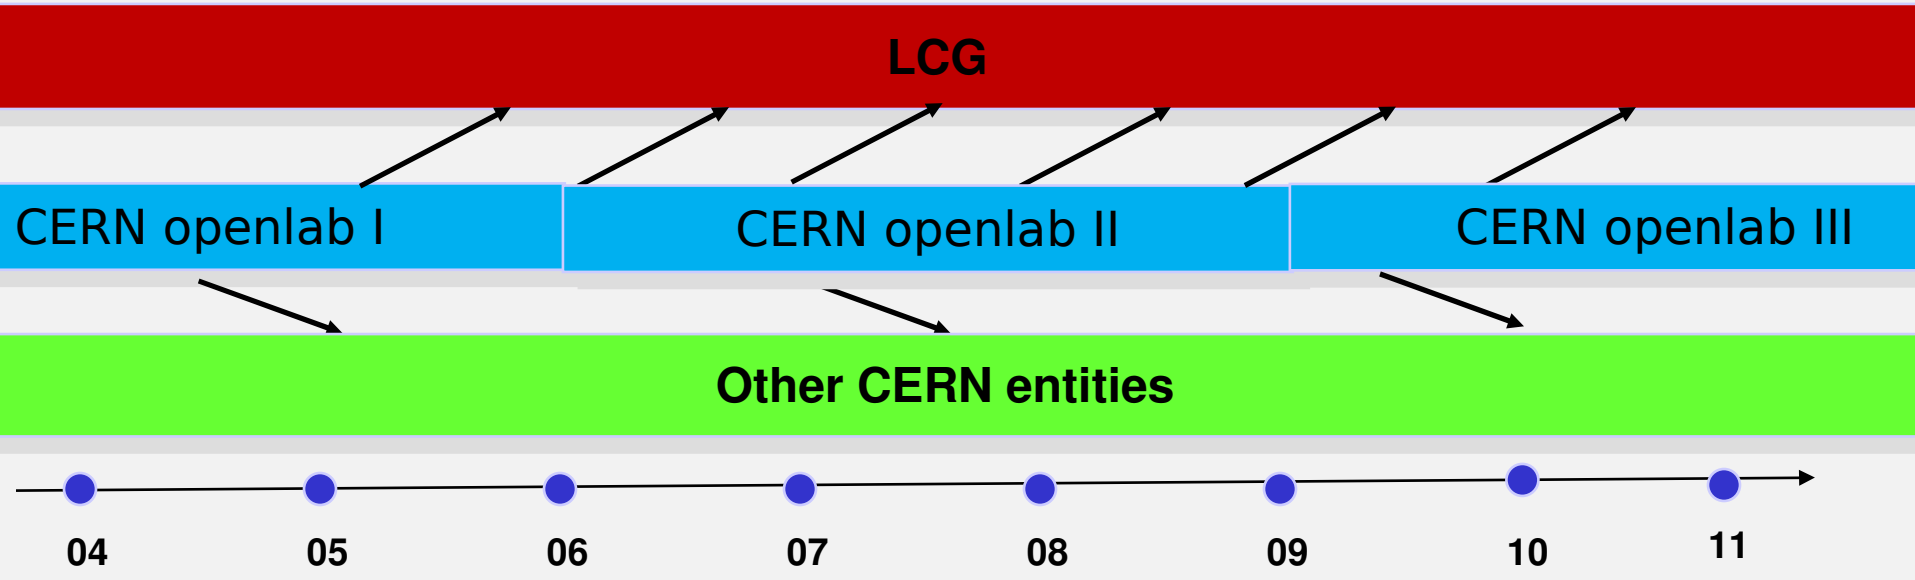 LCG
CERN openlab I
CERN openlab II
CERN openlab III
Other CERN entities
04 05 06 07 08 09 10 11